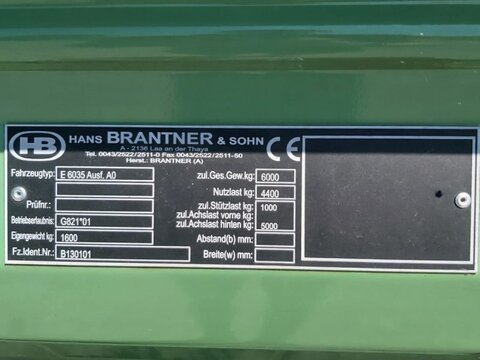 HB HANS BRANTNER & SOHN CE
A - 2136 Laa an der Thaya
Tel. 0043/2522/2511-0 Fax 0043/2522/2511-50
Herst.: BRANTNER (A)
Fahrzeugtyp: E 6035 Ausf. A0
Prüfnr.:
Betriebserlaubnis: G821*01
Eigengewicht kg: 1600
Fz.Ident.Nr.: B130101
zul.Ges.Gew.kg: 6000
Nutzlast kg: 4400
zul.Stützlast kg: 1000
zul.Achslast vorne kg:
zul.Achslast hinten kg: 5000
Abstand(b) mm:
Breite(w) mm: